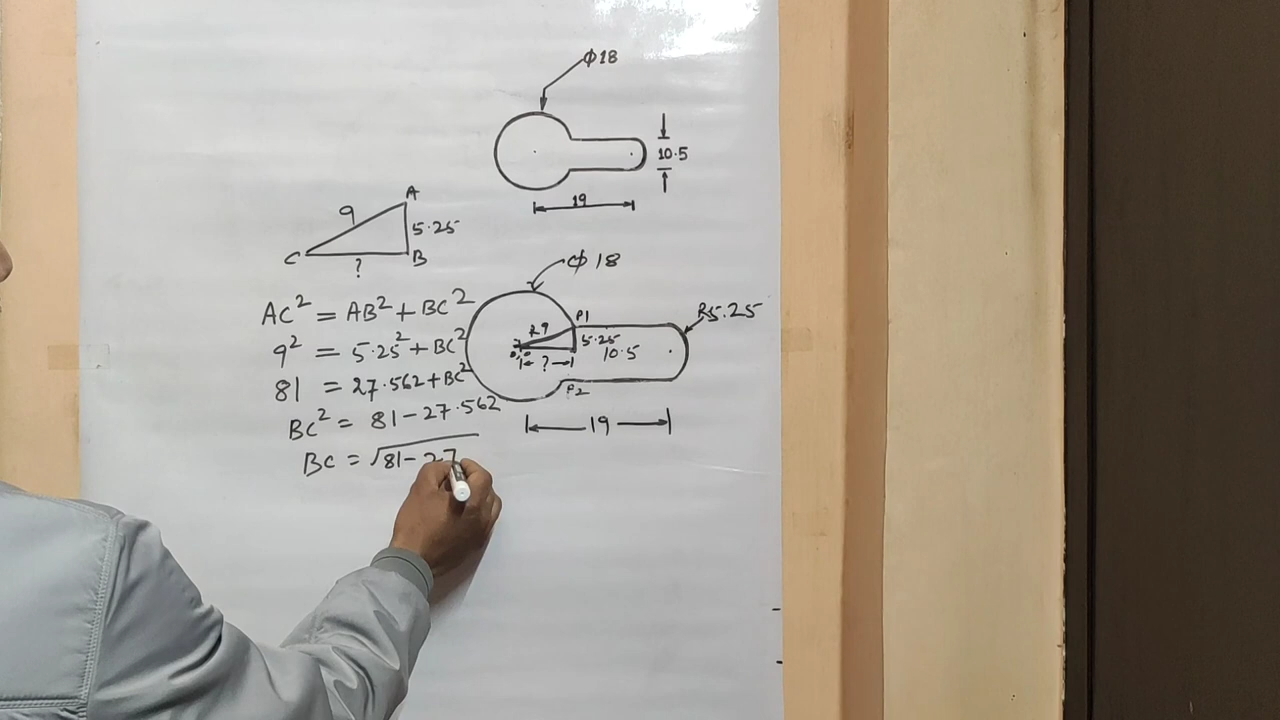 ϕ18
10.5
19
A
9
5.25
C
B
?
ϕ18
AC² = AB² + BC²
9² = 5.25² + BC²
81 = 27.562 + BC²
BC² = 81 - 27.562
BC = √81 - 27
P1
R5.25
5.25
10.5
?
P2
19